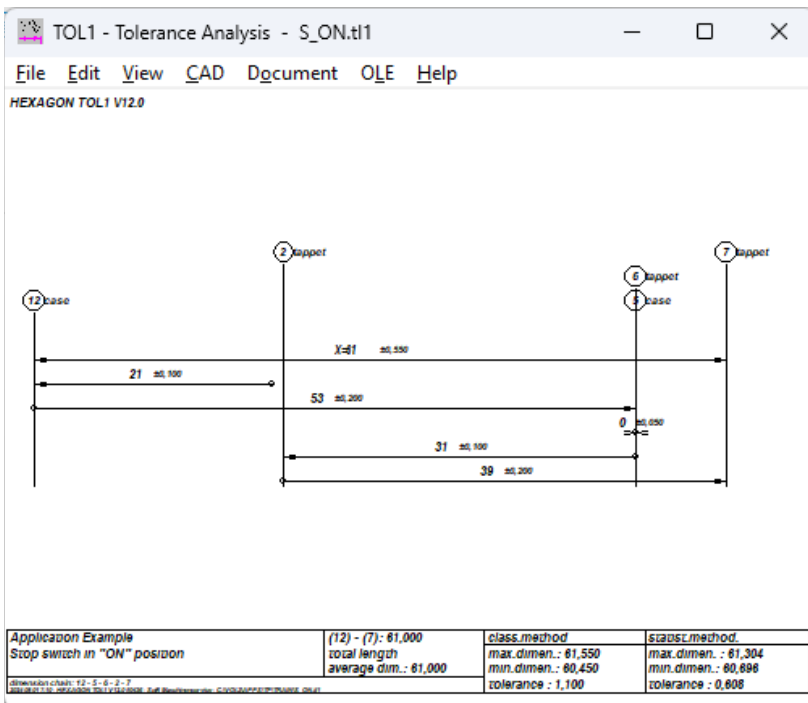 TOL1 - Tolerance Analysis - S_ON.tl1
File Edit View CAD Document OLE Help
HEXAGON TOL1 V12.0
2 tappet
7 tappet
6 tappet
12 case
5 case
X=61 ±0,550
21 ±0,100
53 ±0,200
0 ±0,050
31 ±0,100
39 ±0,200
Application Example
Stop switch in "ON" position
dimension chain: 12 - 5 - 6 - 2 - 7
(12) - (7): 61,000
total length
average dim.: 61,000
class.method
max.dimen.: 61,550
min.dimen.: 60,450
tolerance : 1,100
statist.method.
max.dimen. : 61,304
min.dimen.: 60,696
tolerance : 0,608